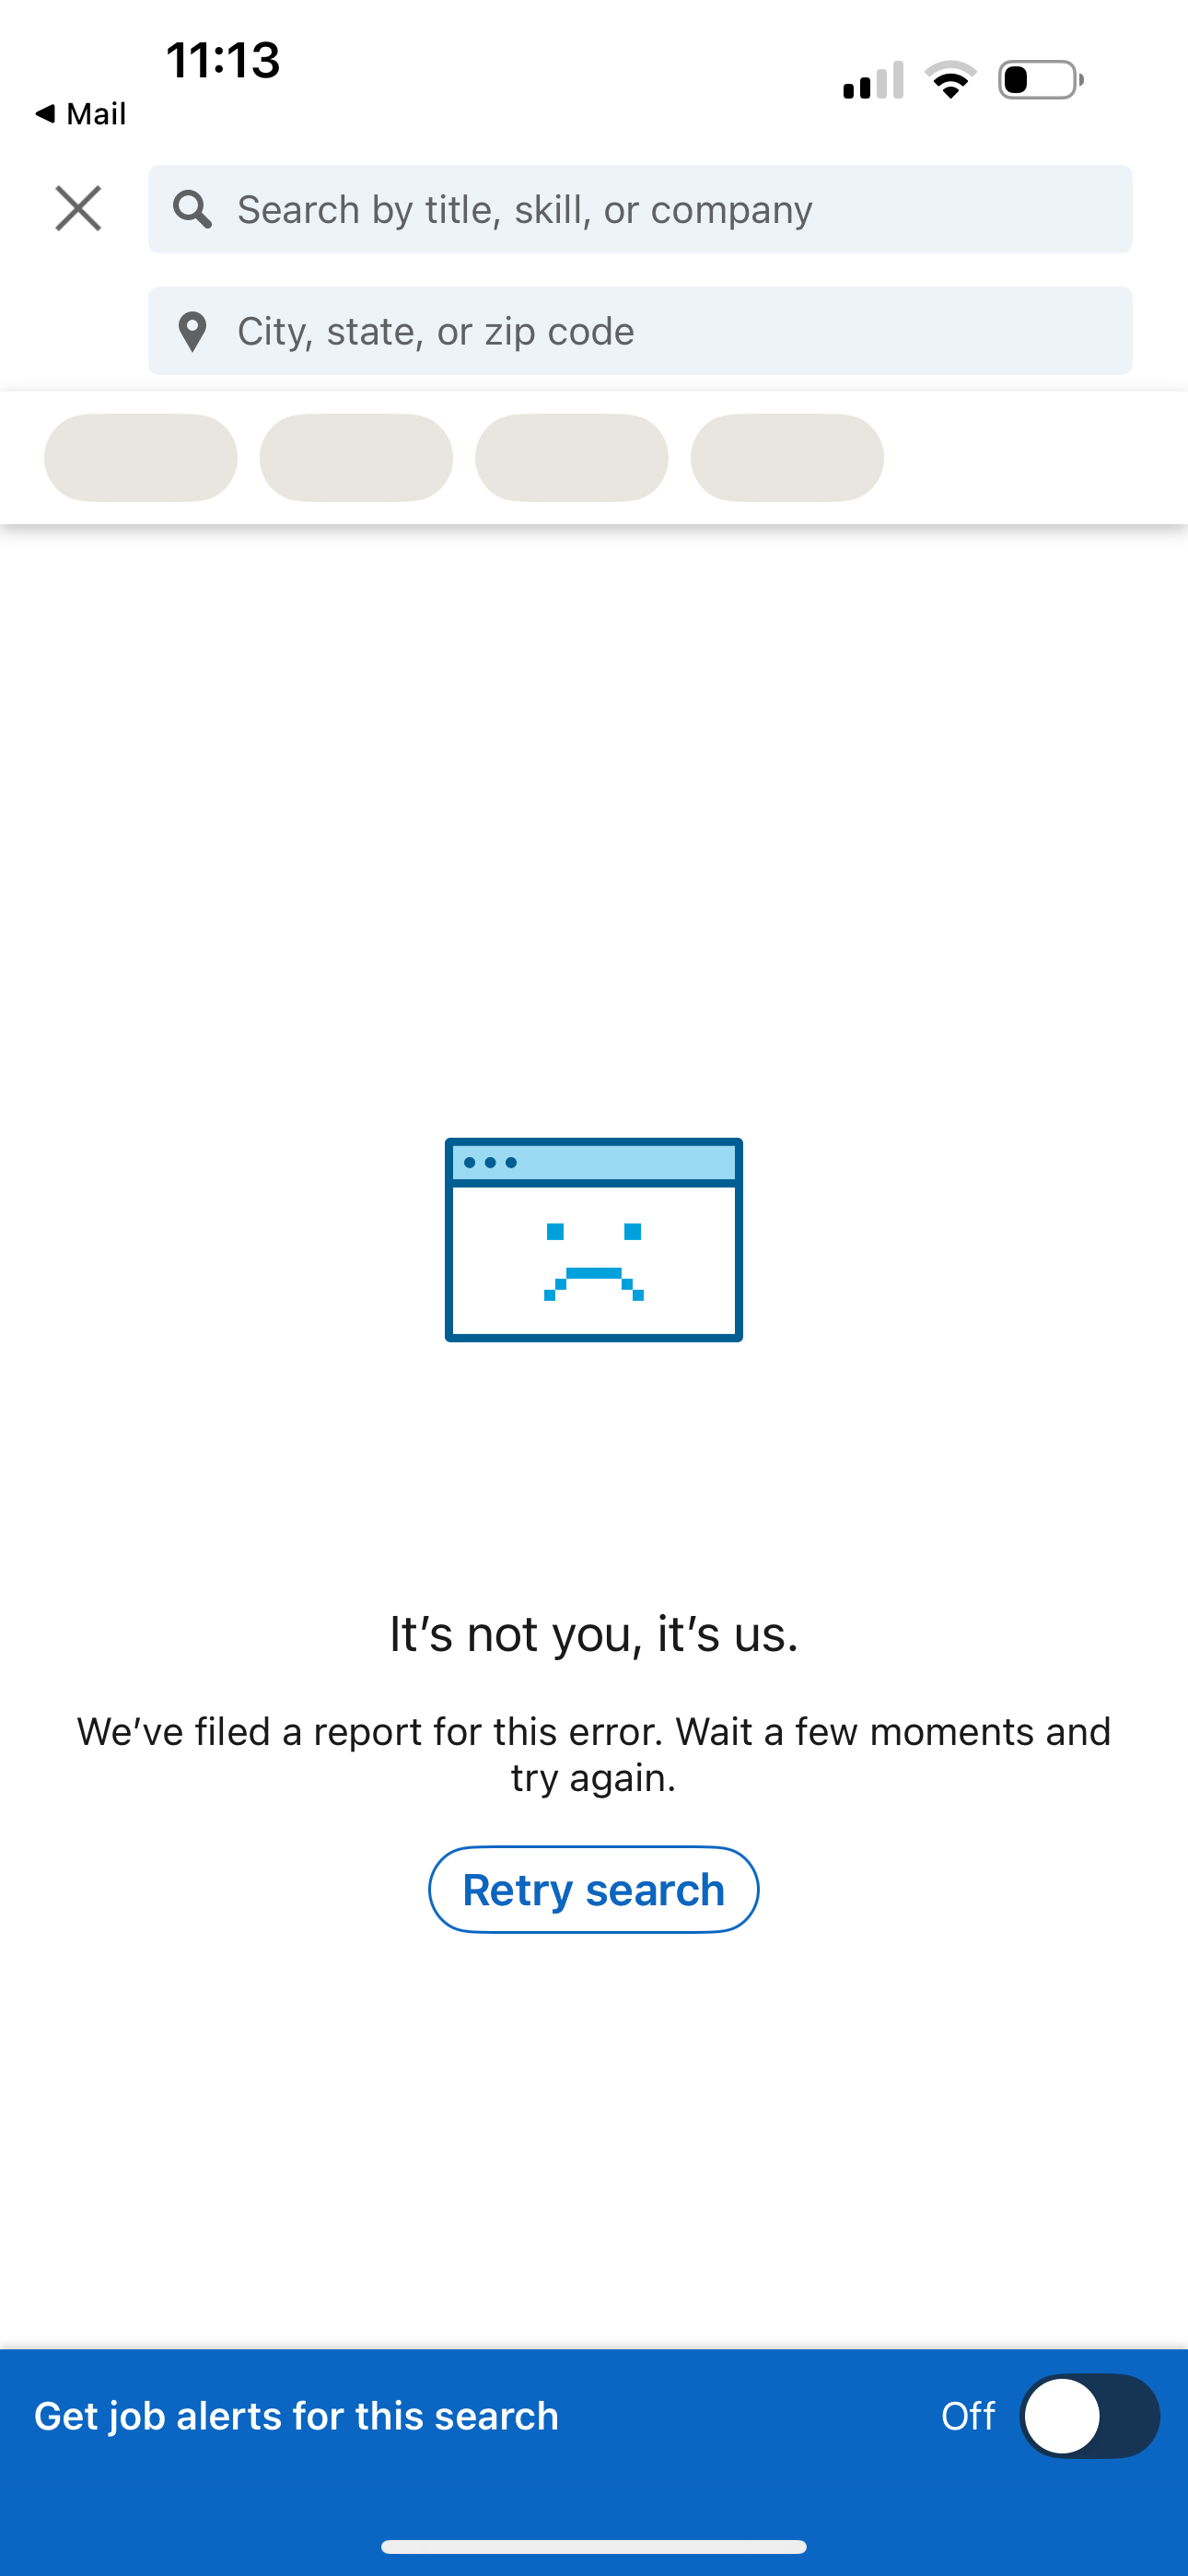 11:13
◀ Mail
Search by title, skill, or company
City, state, or zip code
It’s not you, it’s us.
We’ve filed a report for this error. Wait a few moments and
try again.
Retry search
Get job alerts for this search
Off